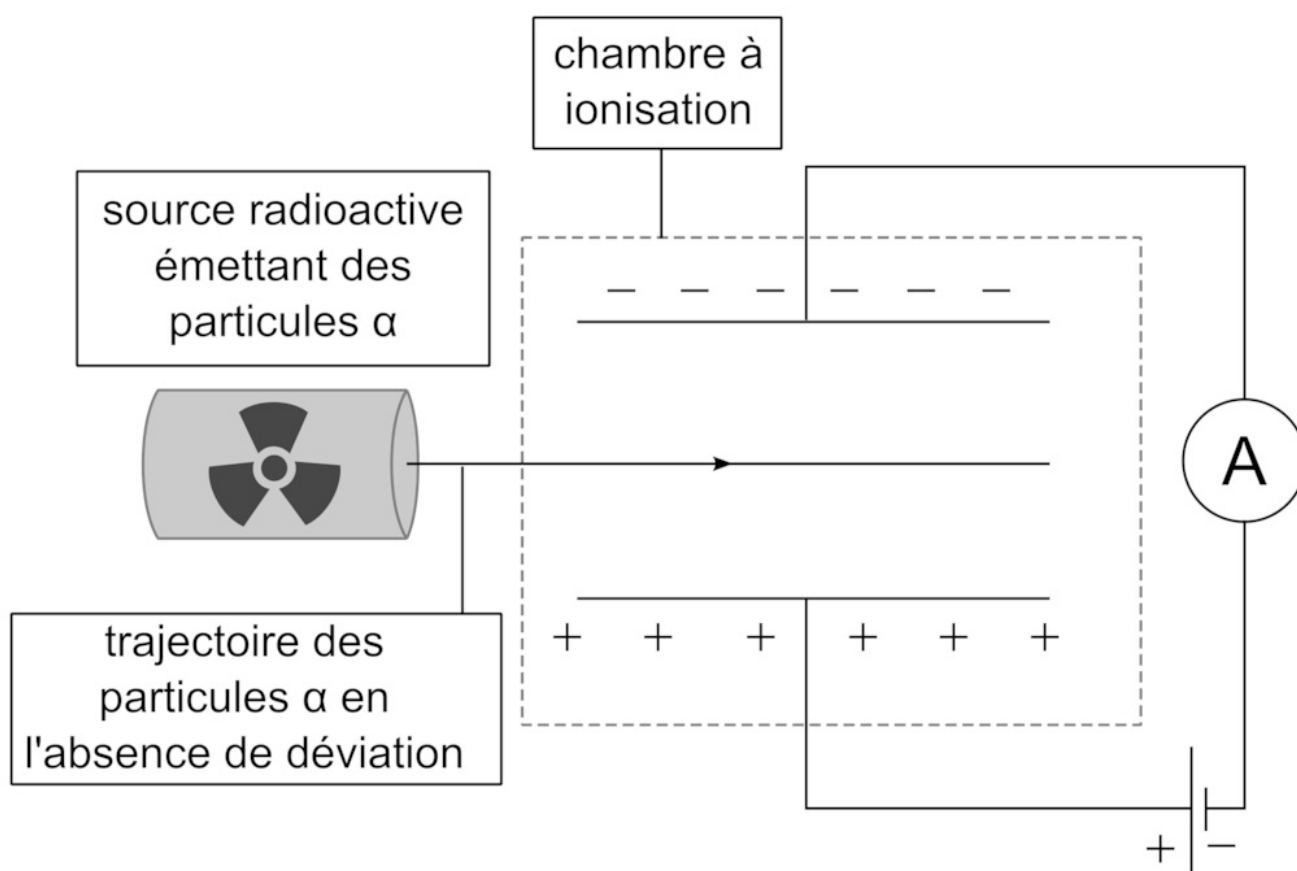 chambre à
ionisation
source radioactive
émettant des
particules α
− − − − − −
A
+ + + + + +
trajectoire des
particules α en
l'absence de déviation
+ −